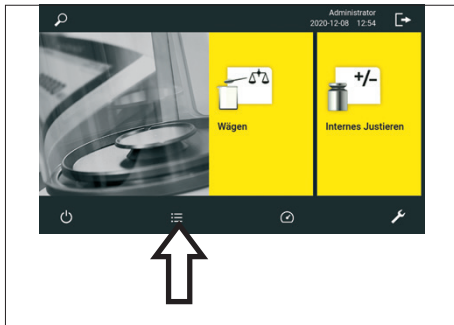 Administrator
2020-12-08 12:54
+/-
Wägen
Internes Justieren